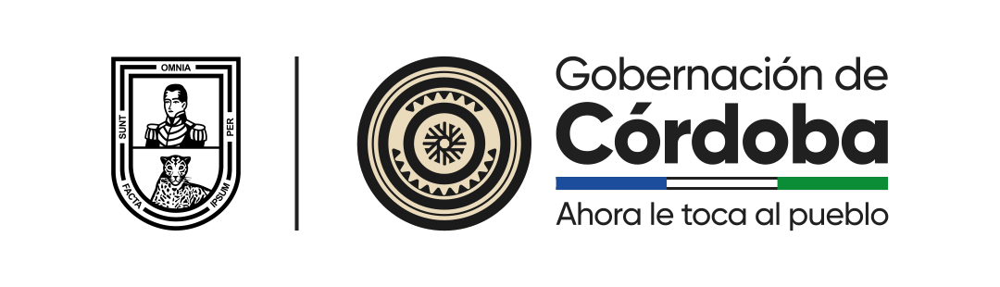 OMNIA
SUNT
PER
FACTA
IPSUM
Gobernación de
Córdoba
Ahora le toca al pueblo